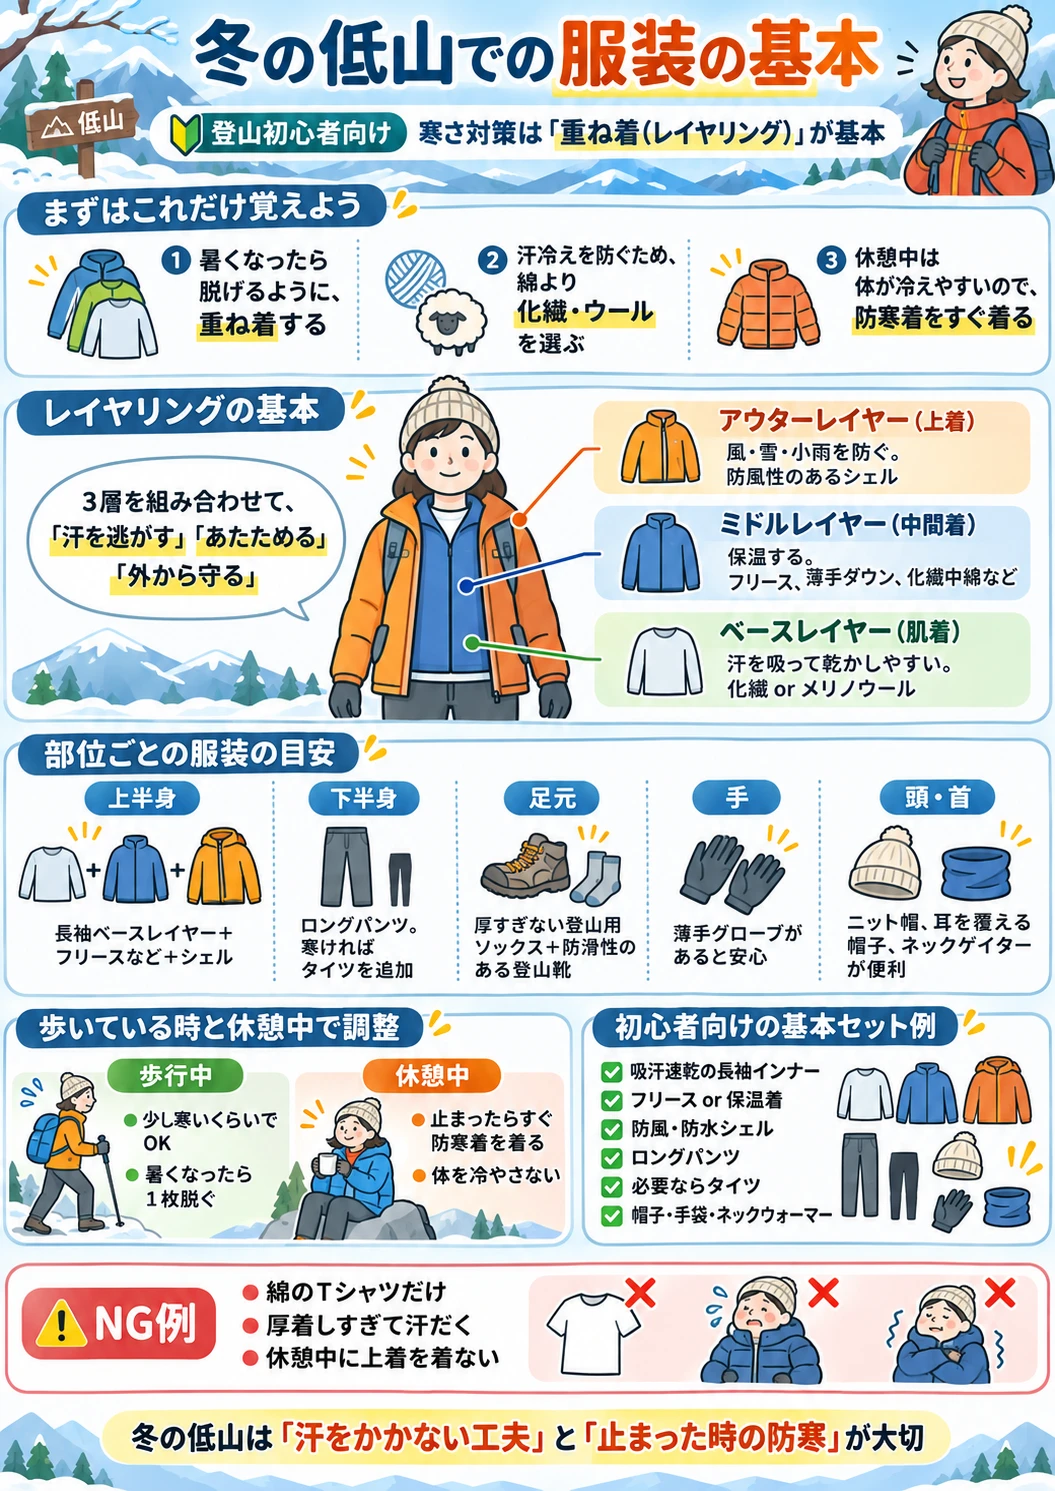 冬の低山での服装の基本
低山
登山初心者向け 寒さ対策は「重ね着(レイヤリング)」が基本
まずはこれだけ覚えよう
1 暑くなったら
脱げるように、
重ね着する
2 汗冷えを防ぐため、
綿より
化繊・ウール
を選ぶ
3 休憩中は
体が冷えやすいので、
防寒着をすぐ着る
レイヤリングの基本
3層を組み合わせて、
「汗を逃がす」「あたためる」
「外から守る」
アウターレイヤー(上着)
風・雪・小雨を防ぐ。
防風性のあるシェル
ミドルレイヤー(中間着)
保温する。
フリース、薄手ダウン、化繊中綿など
ベースレイヤー(肌着)
汗を吸って乾かしやすい。
化繊 or メリノウール
部位ごとの服装の目安
上半身
長袖ベースレイヤー+
フリースなど+シェル
下半身
ロングパンツ。
寒ければ
タイツを追加
足元
厚すぎない登山用
ソックス+防滑性の
ある登山靴
手
薄手グローブが
あると安心
頭・首
ニット帽、耳を覆える
帽子、ネックゲイター
が便利
歩いている時と休憩中で調整
歩行中
少し寒いくらいで
OK
暑くなったら
1枚脱ぐ
休憩中
止まったらすぐ
防寒着を着る
体を冷やさない
初心者向けの基本セット例
吸汗速乾の長袖インナー
フリース or 保温着
防風・防水シェル
ロングパンツ
必要ならタイツ
帽子・手袋・ネックウォーマー
NG例
綿のTシャツだけ
厚着しすぎて汗だく
休憩中に上着を着ない
冬の低山は「汗をかかない工夫」と「止まった時の防寒」が大切